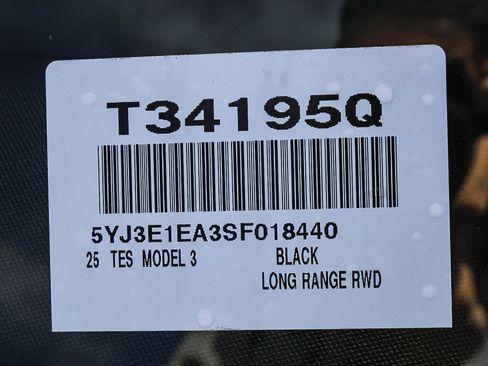 T34195Q
5YJ3E1EA3SF018440
25 TES MODEL 3 BLACK
LONG RANGE RWD